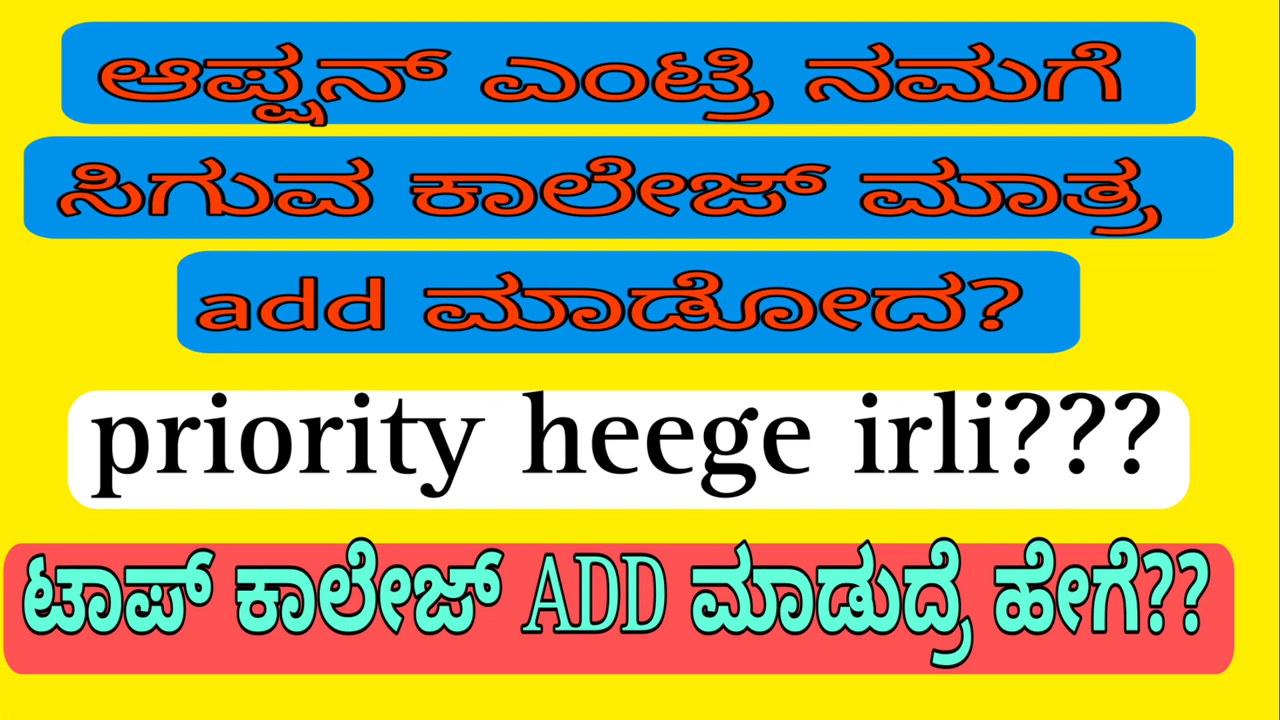 ಆಪ್ಷನ್ ಎಂಟ್ರಿ ನಮಗೆ
ಸಿಗುವ ಕಾಲೇಜ್ ಮಾತ್ರ
add ಮಾಡೋದ?
priority heege irli???
ಟಾಪ್ ಕಾಲೇಜ್ ADD ಮಾಡುದ್ರೆ ಹೇಗೆ??